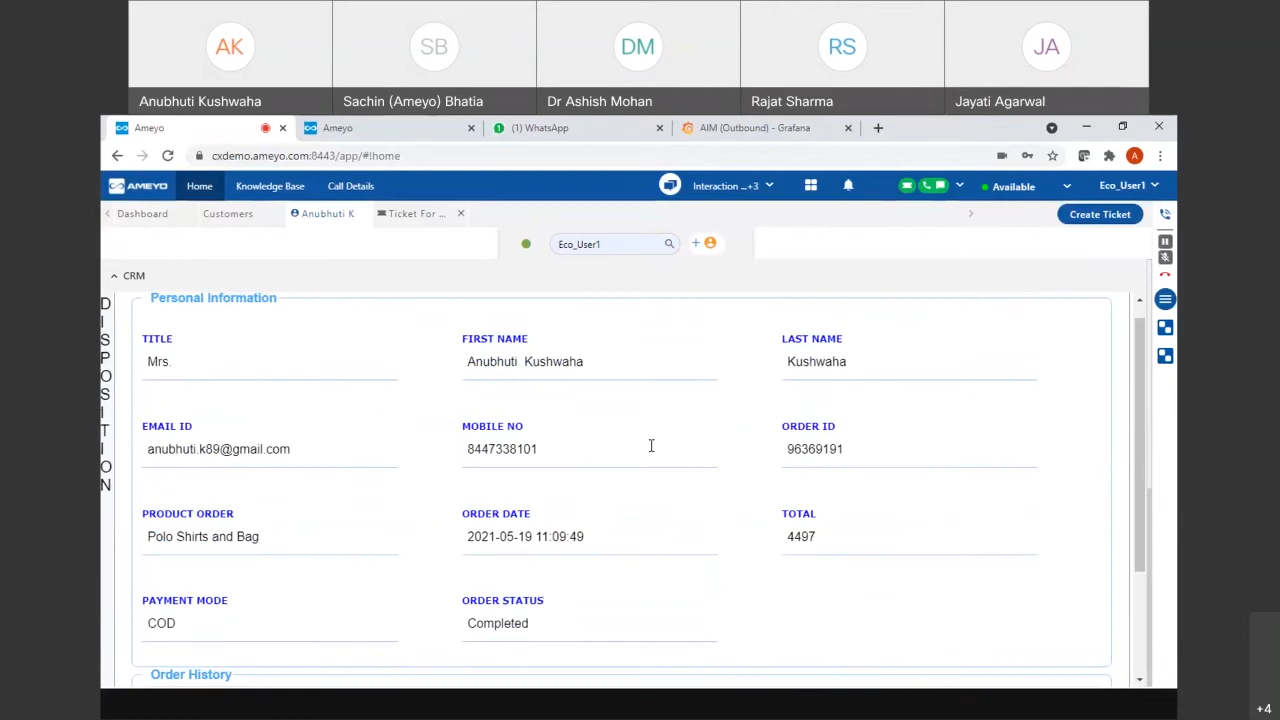 AK SB DM RS JA
Anubhuti Kushwaha Sachin (Ameyo) Bhatia Dr Ashish Mohan Rajat Sharma Jayati Agarwal
Ameyo Ameyo (1) WhatsApp AIM (Outbound) - Grafana
cxdemo.ameyo.com:8443/app/#!home A
AMEYO Home Knowledge Base Call Details Interaction ...+3 Available Eco_User1
Dashboard Customers Anubhuti K Ticket For ... Create Ticket
Eco_User1
CRM
DISPOSITION
Personal Information
TITLE FIRST NAME LAST NAME
Mrs. Anubhuti Kushwaha Kushwaha
EMAIL ID MOBILE NO ORDER ID
anubhuti.k89@gmail.com 8447338101 96369191
PRODUCT ORDER ORDER DATE TOTAL
Polo Shirts and Bag 2021-05-19 11:09:49 4497
PAYMENT MODE ORDER STATUS
COD Completed
Order History
+4